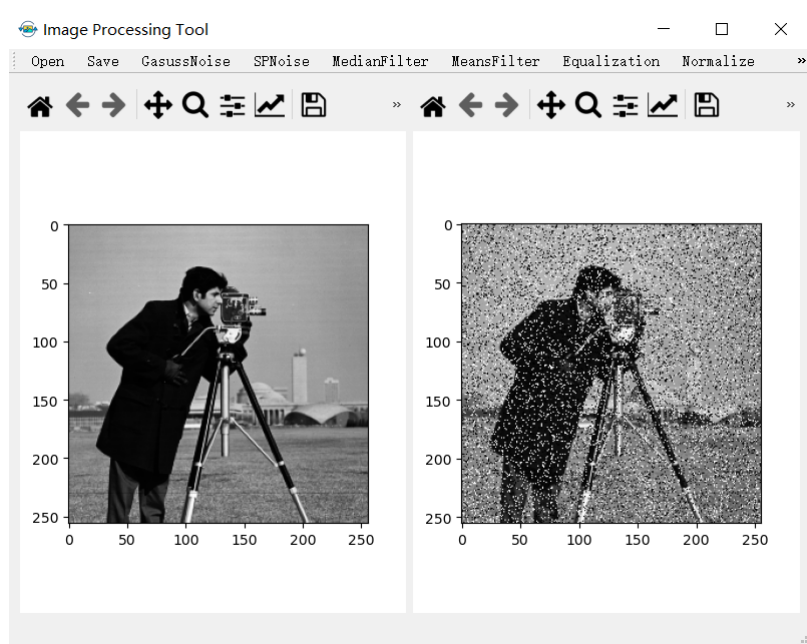 Image Processing Tool
Open Save GasussNoise SPNoise MedianFilter MeansFilter Equalization Normalize »
» »
0 0
50 50
100 100
150 150
200 200
250 250
0 50 100 150 200 250 0 50 100 150 200 250